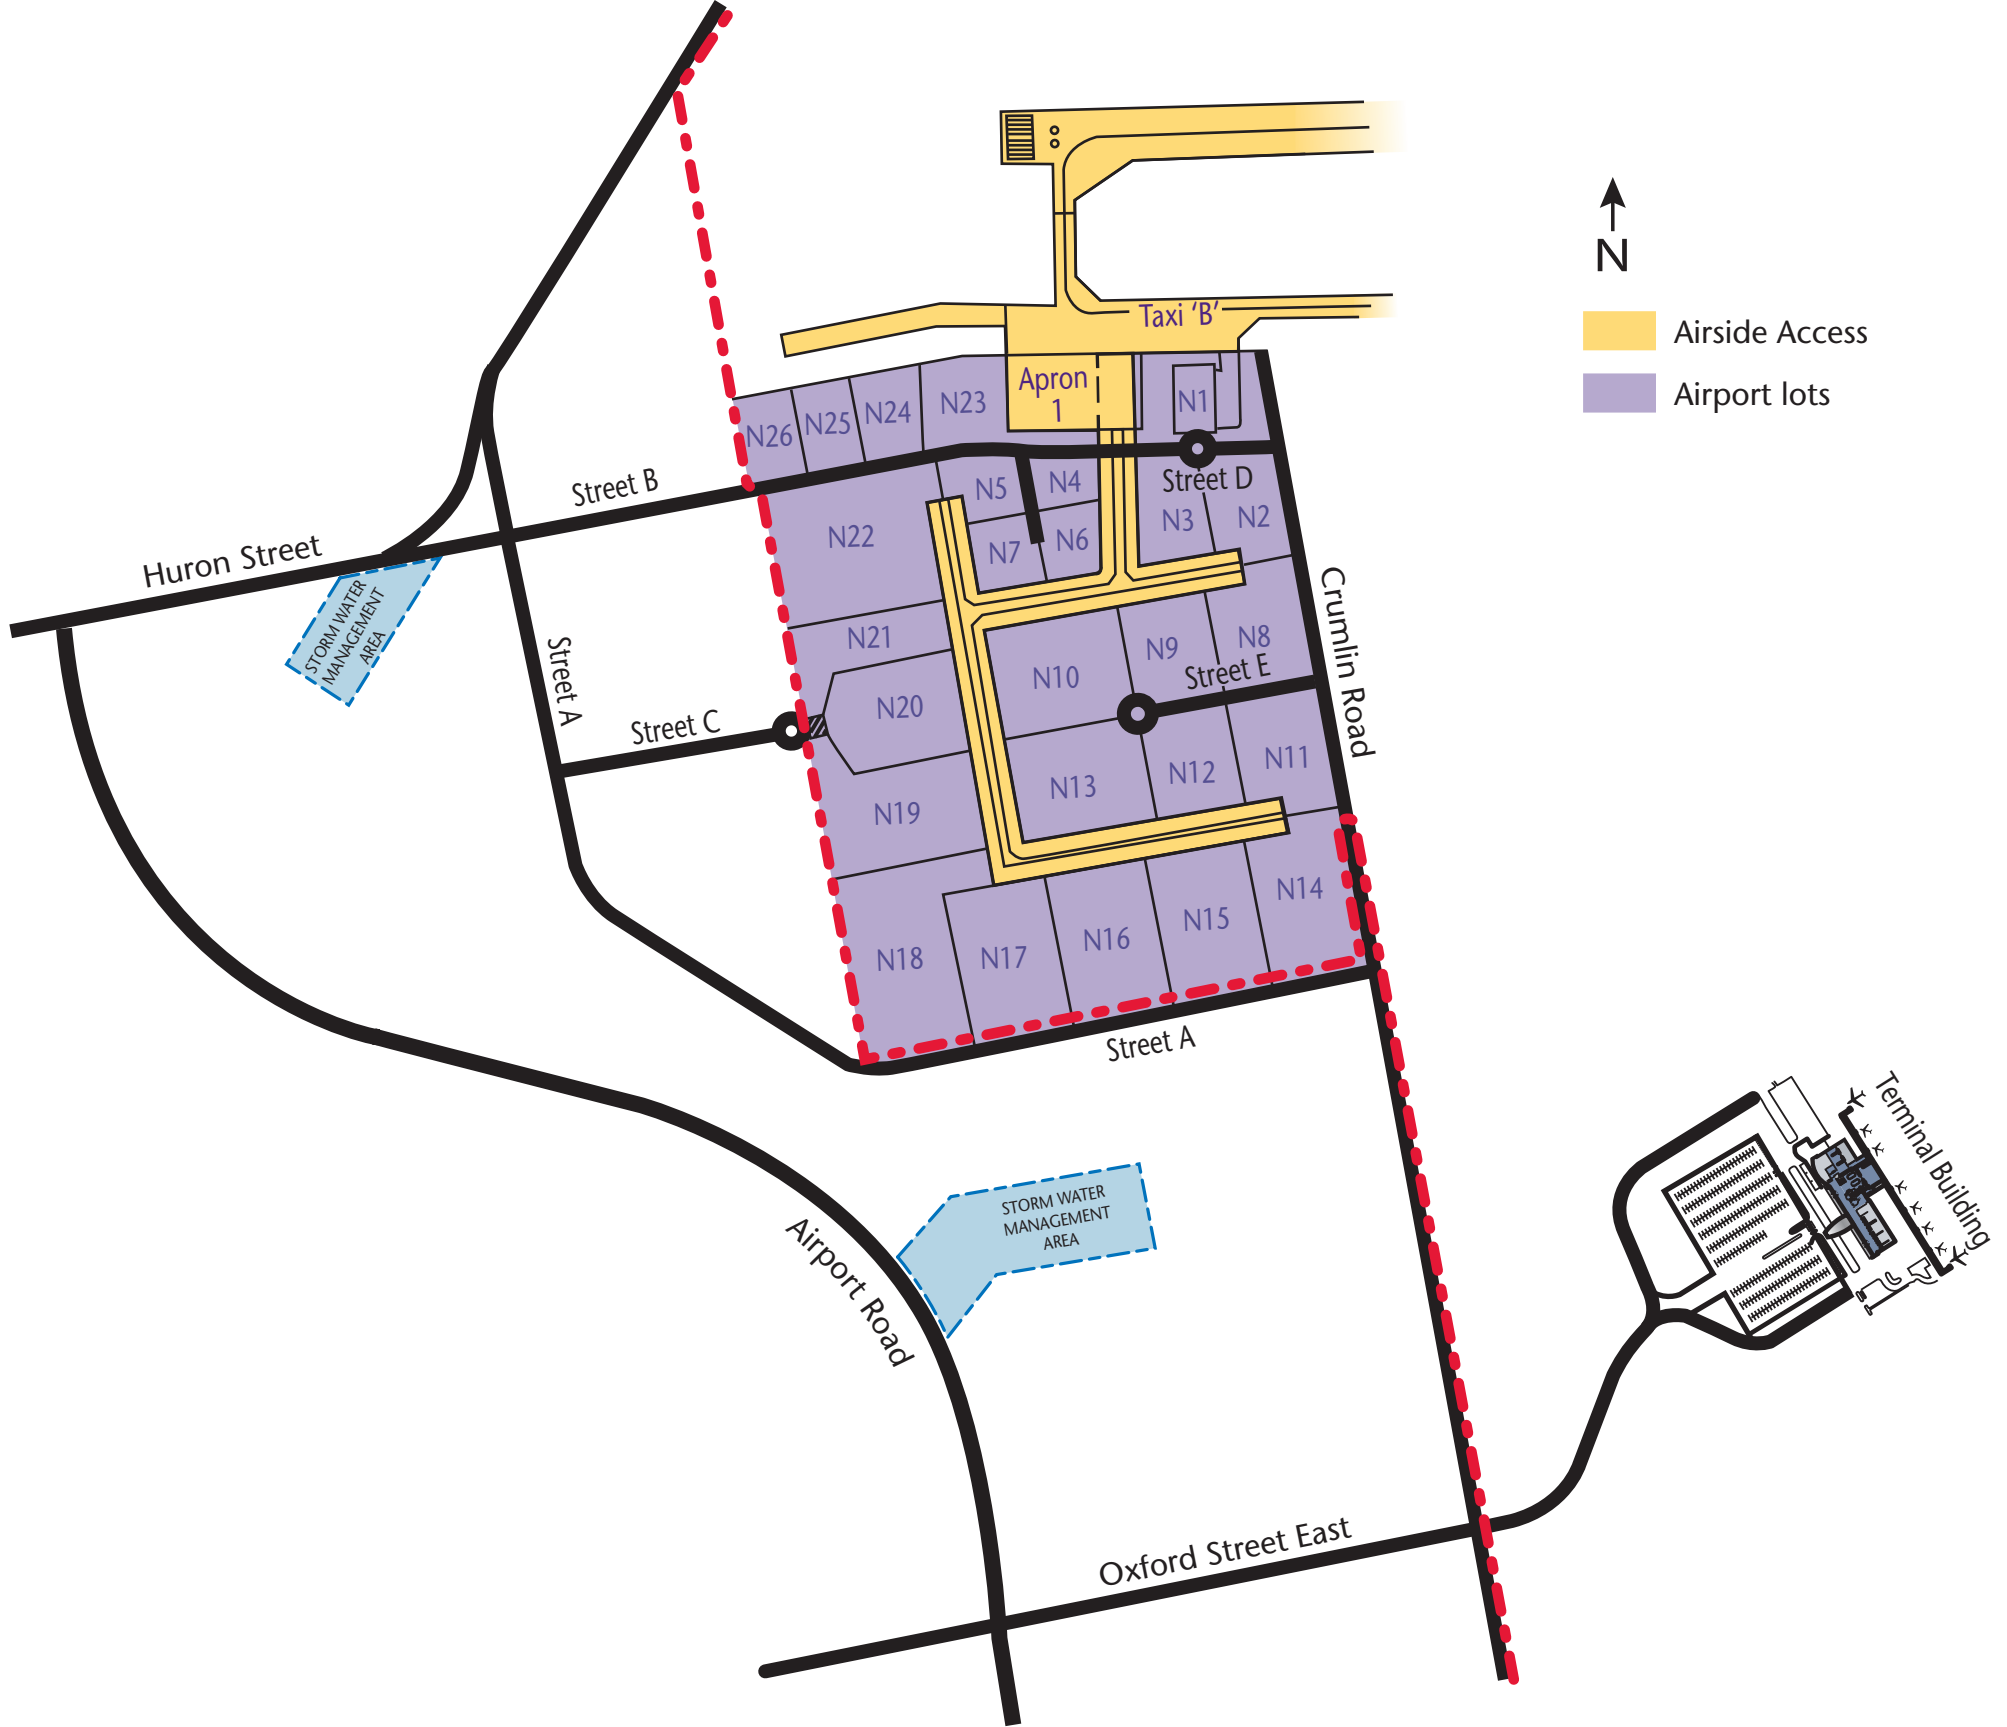 N
Airside Access
Airport lots
Taxi ‘B’
Apron
1
N1
N23
N24
N25
N26
Street B
Street D
Huron Street
STORM WATER
MANAGEMENT
AREA
N5
N4
N3
N2
N22
N7
N6
Crumlin Road
Street A
N21
N10
N9
N8
Street E
Street C
N20
N19
N13
N12
N11
N18
N17
N16
N15
N14
Street A
Terminal Building
STORM WATER
MANAGEMENT
AREA
Airport Road
Oxford Street East